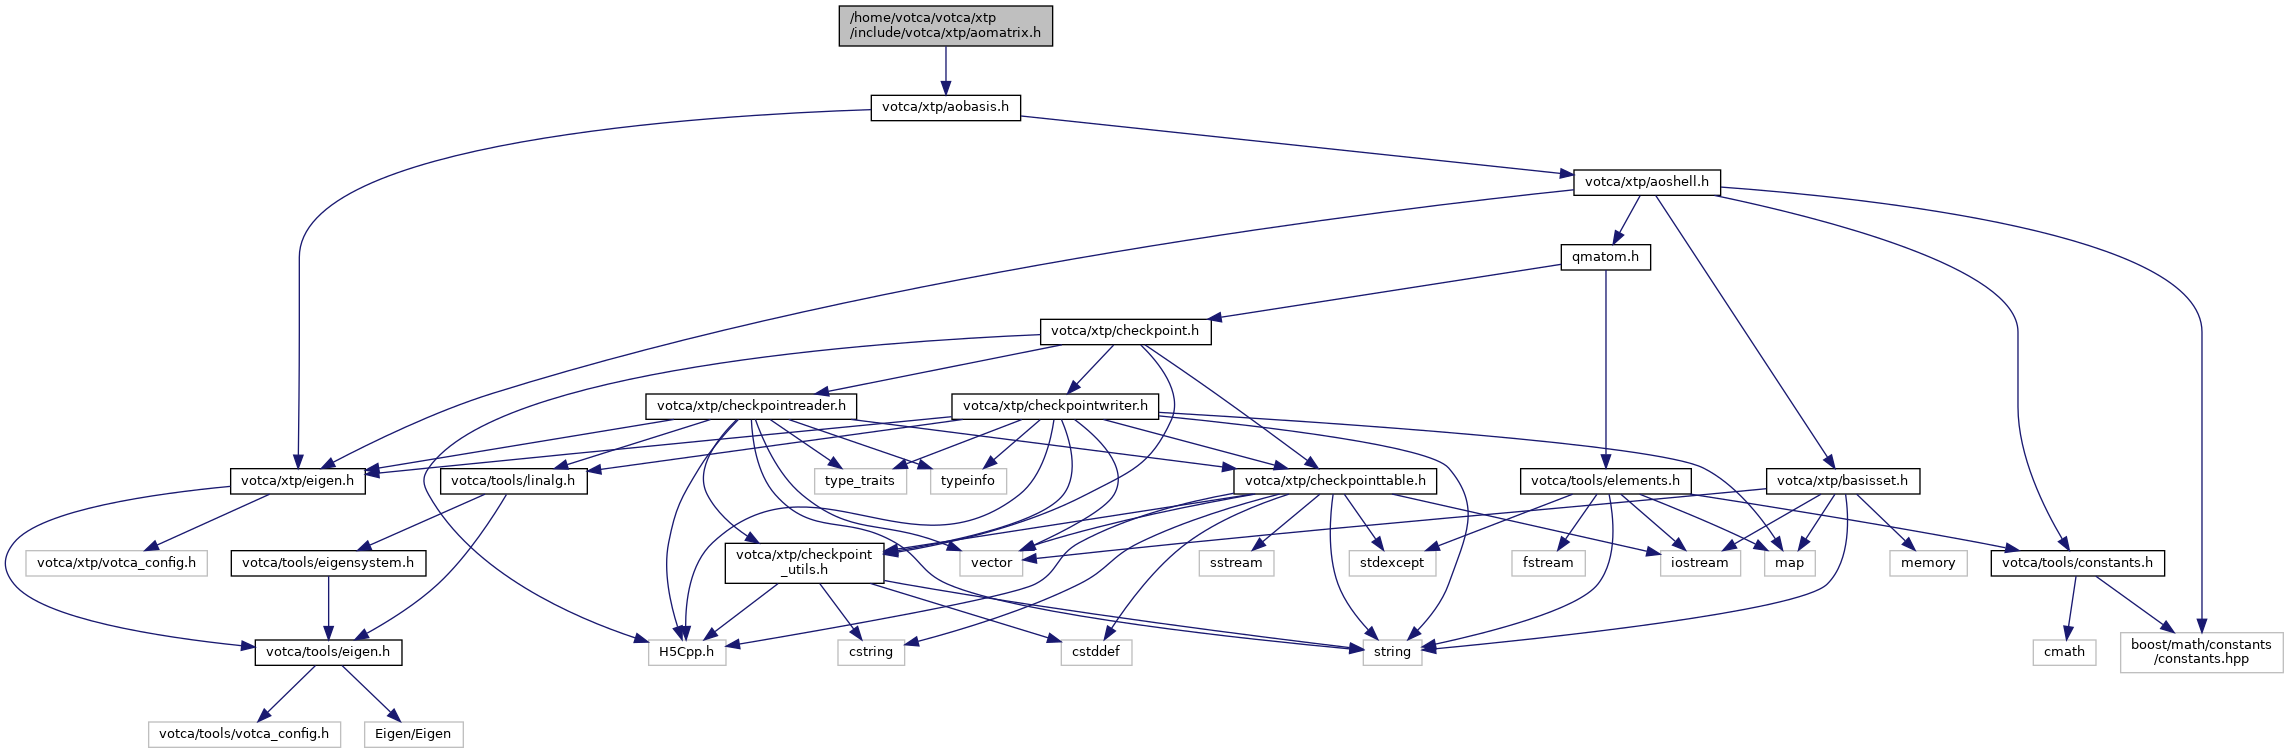 /home/votca/votca/xtp
/include/votca/xtp/aomatrix.h
votca/xtp/aobasis.h
votca/xtp/aoshell.h
qmatom.h
votca/xtp/checkpoint.h
votca/xtp/checkpointreader.h
votca/xtp/checkpointwriter.h
votca/xtp/eigen.h
votca/tools/linalg.h
type_traits
typeinfo
votca/xtp/checkpointtable.h
votca/tools/elements.h
votca/xtp/basisset.h
votca/xtp/votca_config.h
votca/tools/eigensystem.h
votca/xtp/checkpoint
_utils.h
vector
sstream
stdexcept
fstream
iostream
map
memory
votca/tools/constants.h
votca/tools/eigen.h
H5Cpp.h
cstring
cstddef
string
cmath
boost/math/constants
/constants.hpp
votca/tools/votca_config.h
Eigen/Eigen